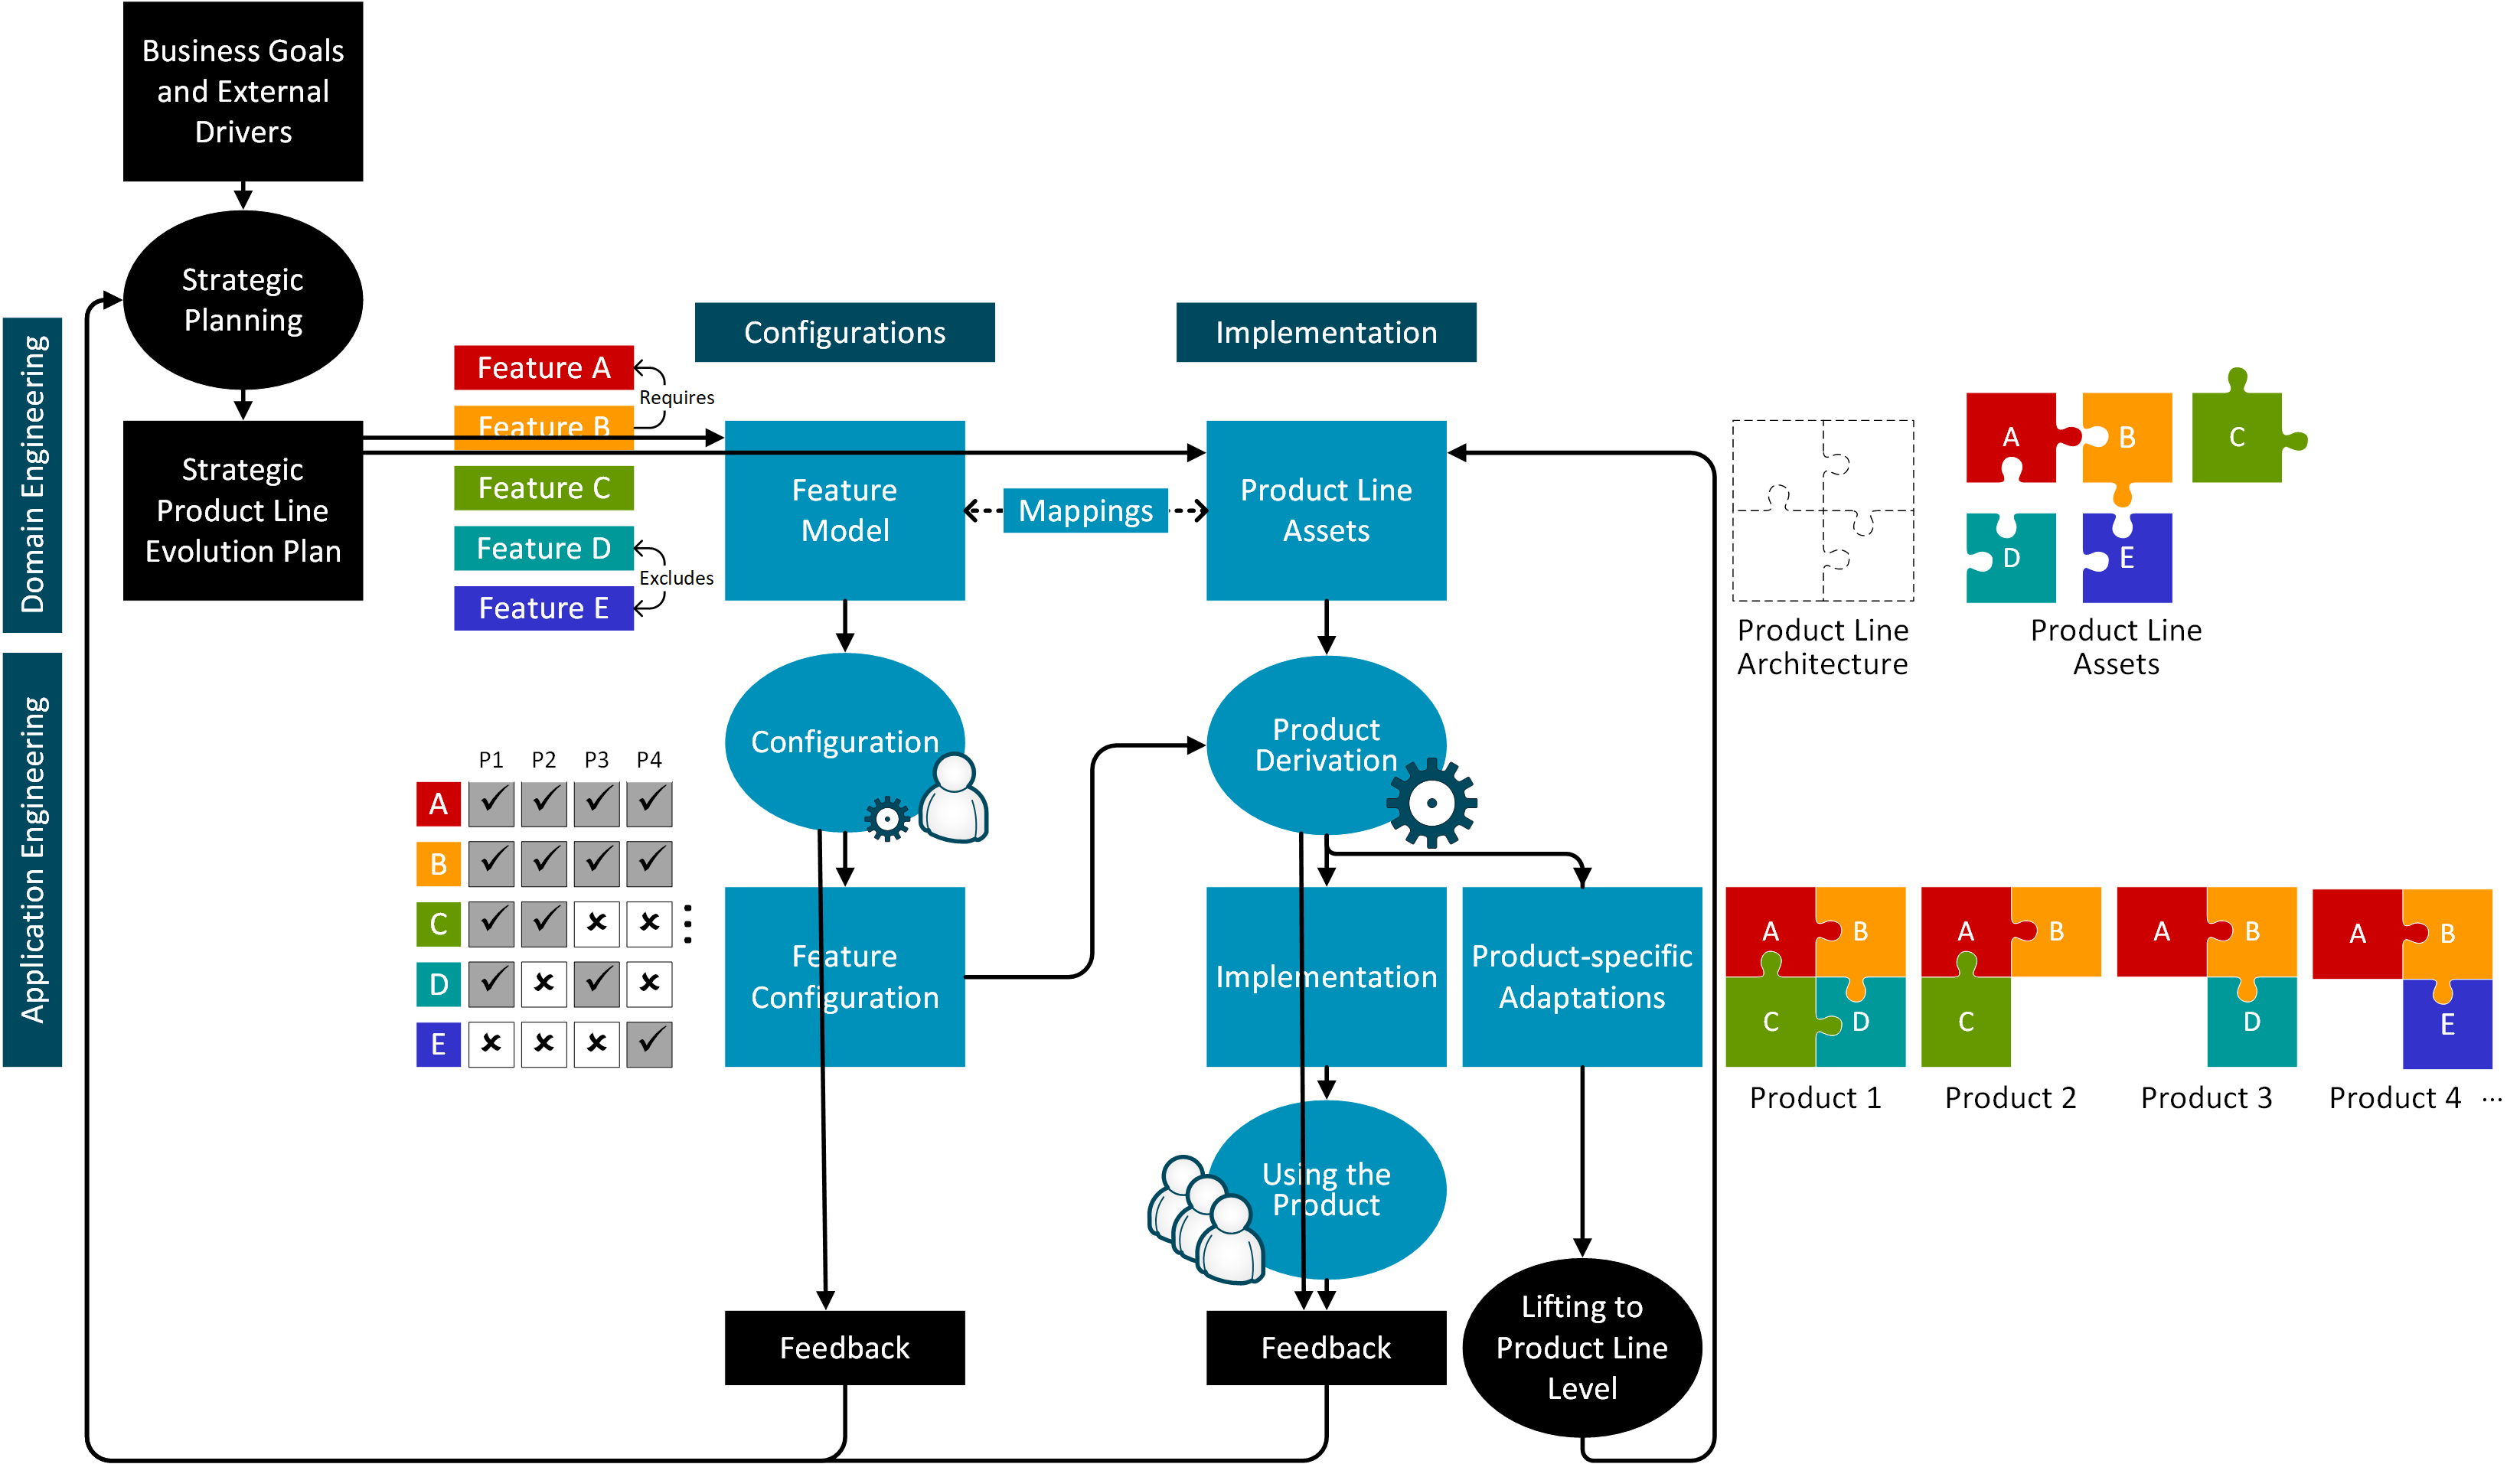 Business Goals
and External
Drivers
Strategic
Planning
Strategic
Product Line
Evolution Plan
Domain Engineering
Application Engineering
Configurations
Implementation
Feature A
Feature B
Feature C
Feature D
Feature E
Requires
Excludes
Feature
Model
Mappings
Product Line
Assets
Product Line
Architecture
A
B
C
D
E
Product Line
Assets
Configuration
Product
Derivation
P1 P2 P3 P4
A
B
C
D
E
Feature
Configuration
Implementation
Product-specific
Adaptations
A B
C D
Product 1
A B
C
Product 2
A B
D
Product 3
A B
E
Product 4 ...
Using the
Product
Feedback
Feedback
Lifting to
Product Line
Level